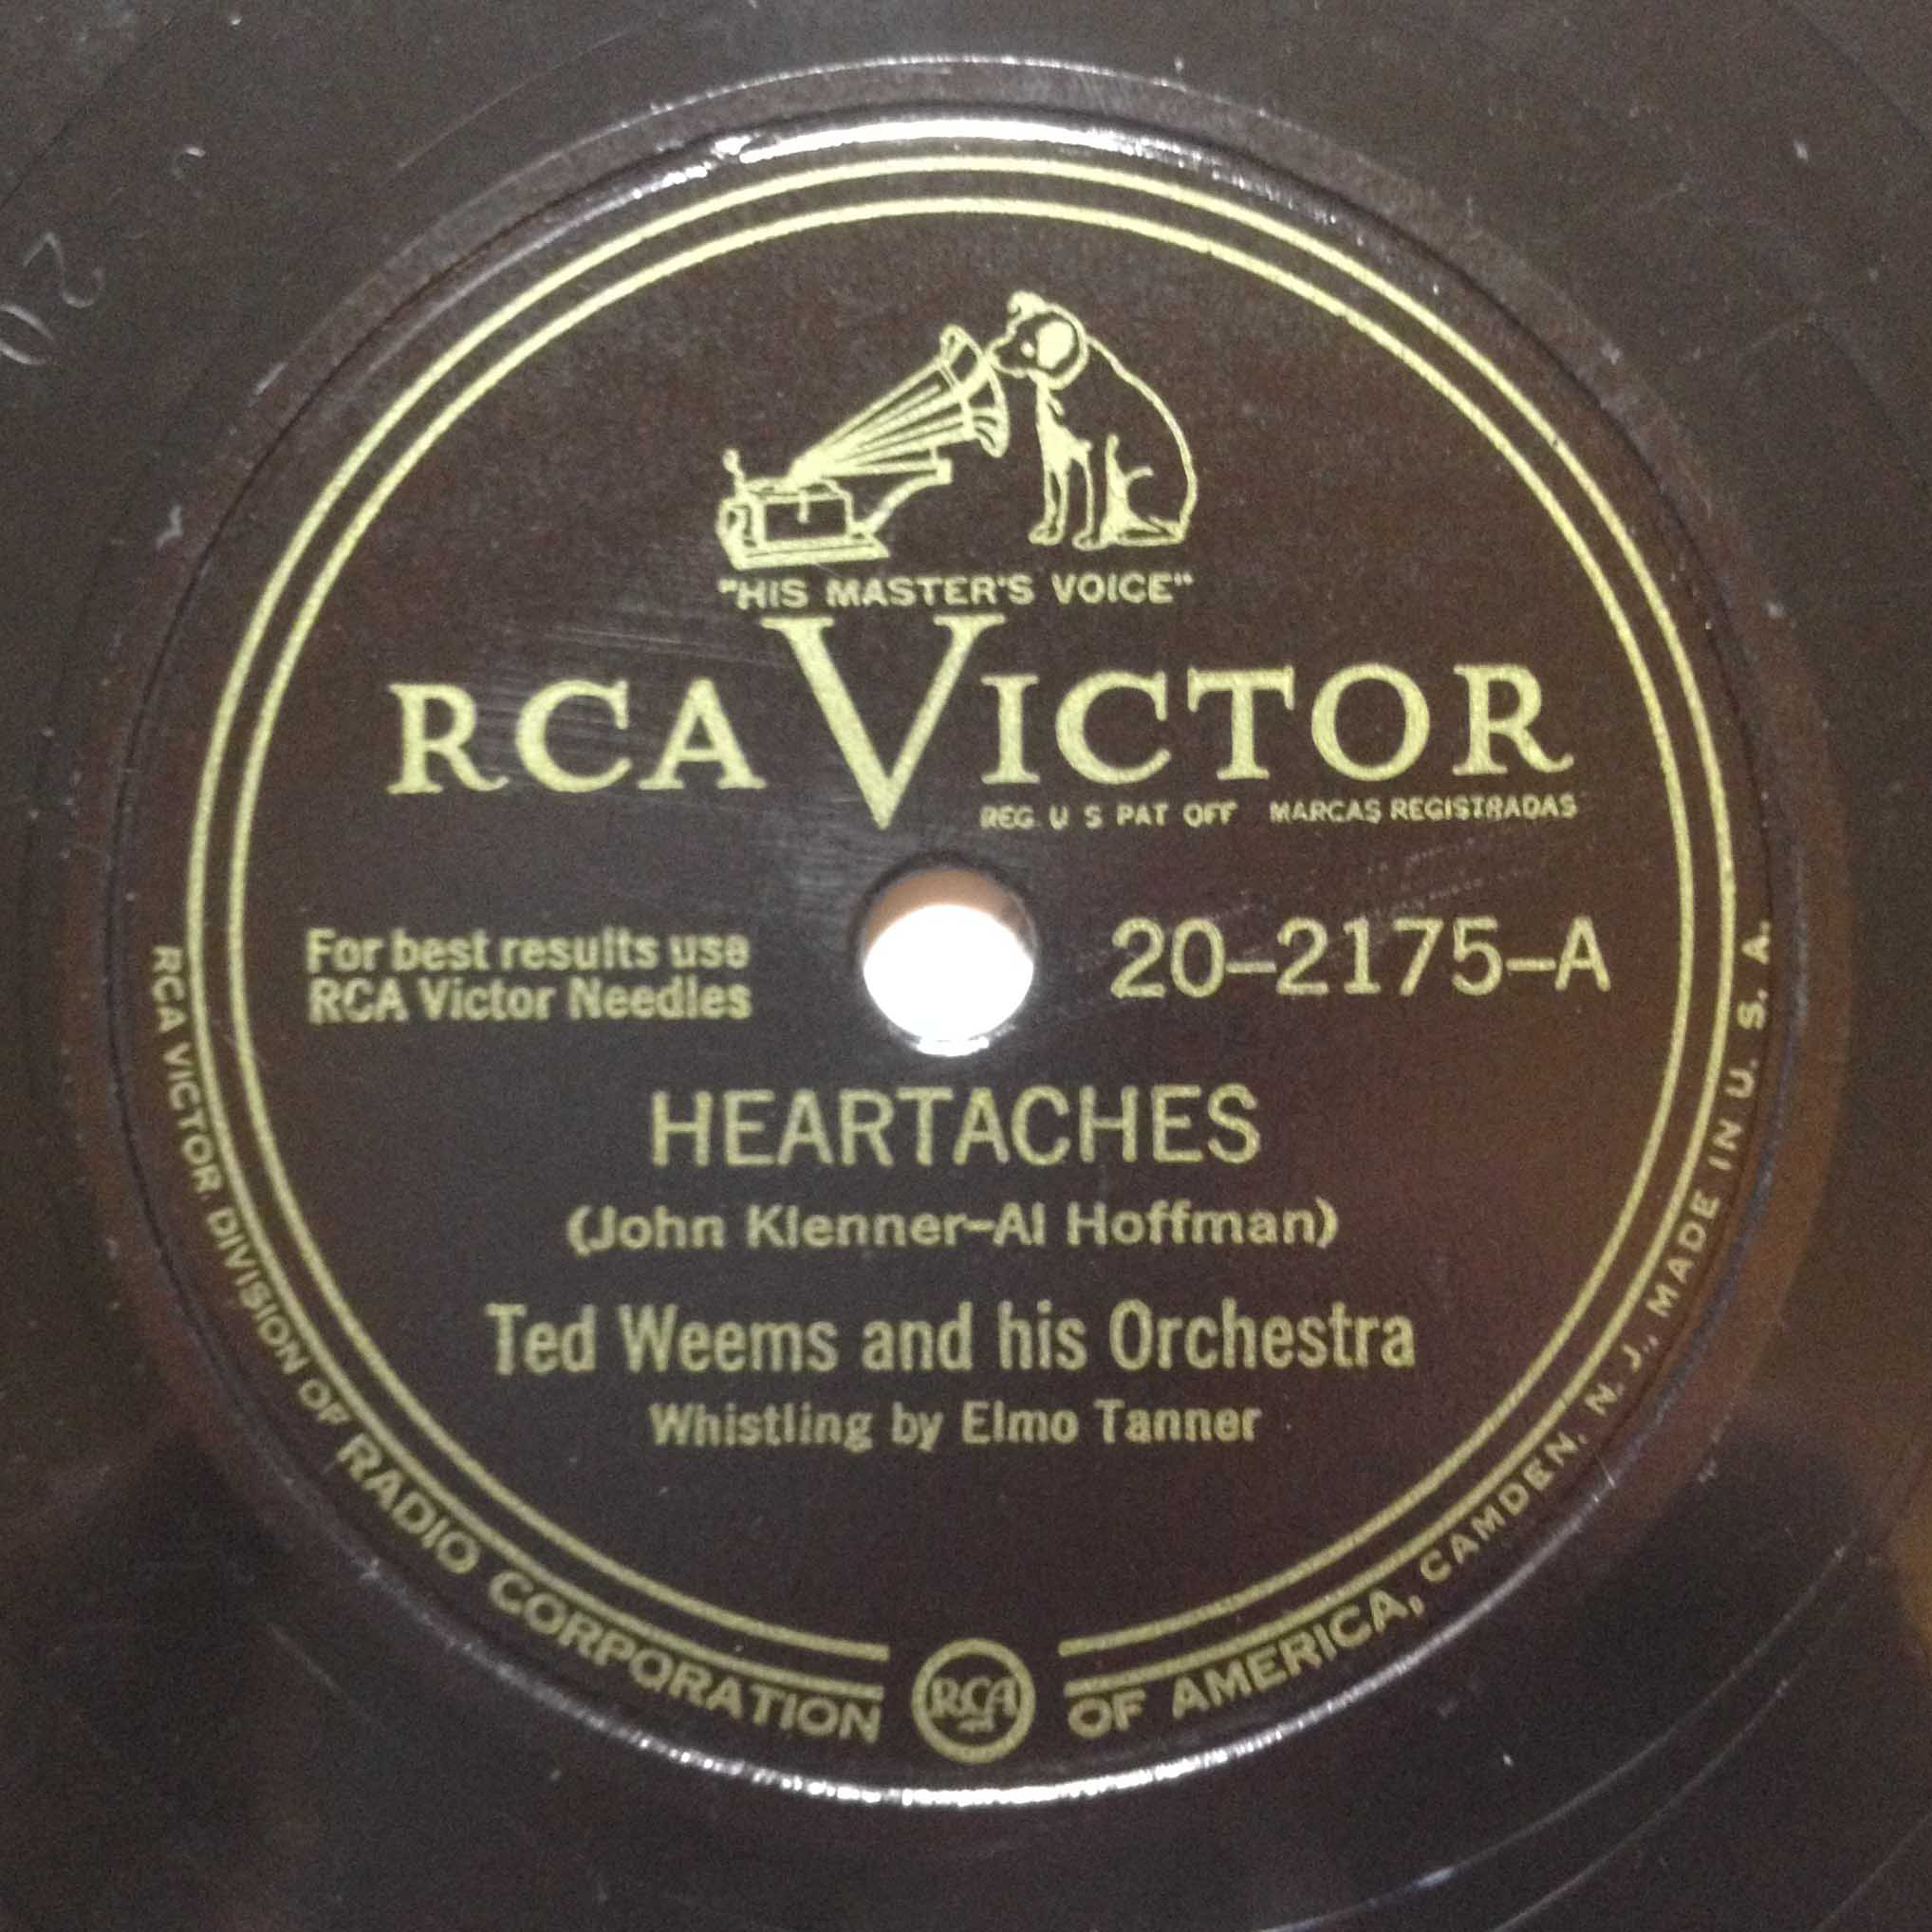 "HIS MASTER'S VOICE"
RCA VICTOR
REG. U S PAT OFF MARCAS REGISTRADAS
For best results use
RCA Victor Needles
20-2175-A
HEARTACHES
(John Klenner-Al Hoffman)
Ted Weems and his Orchestra
Whistling by Elmo Tanner
RCA VICTOR DIVISION OF RADIO CORPORATION OF AMERICA, CAMDEN, N. J., MADE IN U. S. A.
RCA
20